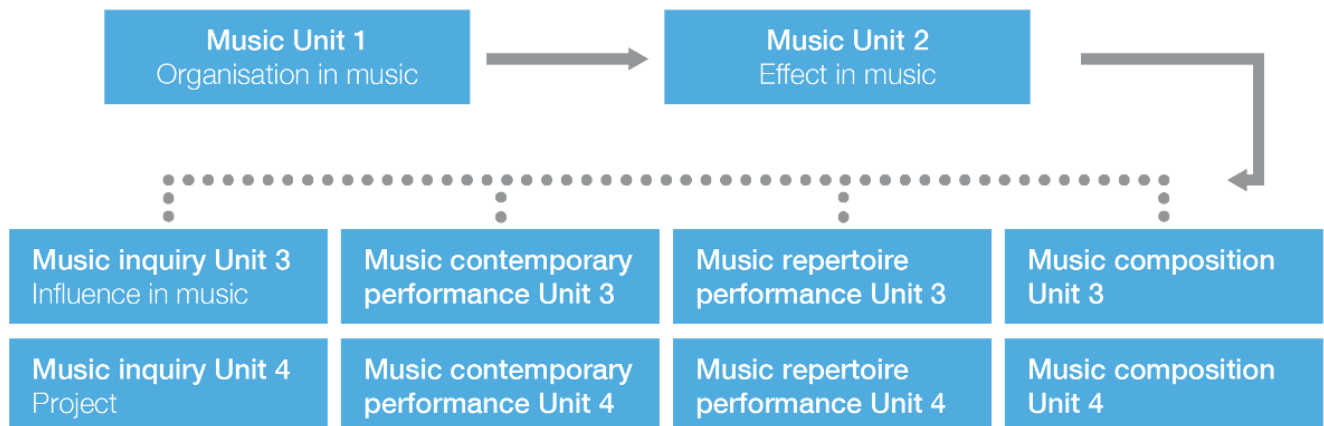 Music Unit 1
Organisation in music
Music Unit 2
Effect in music
Music inquiry Unit 3
Influence in music
Music contemporary
performance Unit 3
Music repertoire
performance Unit 3
Music composition
Unit 3
Music inquiry Unit 4
Project
Music contemporary
performance Unit 4
Music repertoire
performance Unit 4
Music composition
Unit 4